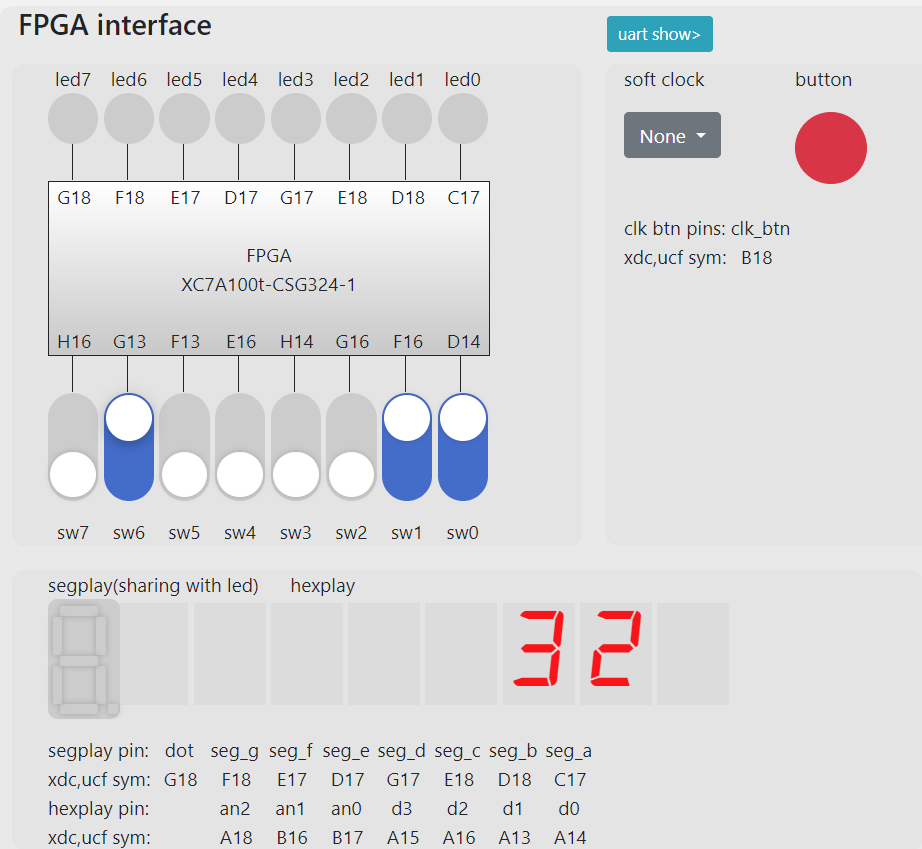 FPGA interface
uart show>
led7 led6 led5 led4 led3 led2 led1 led0
soft clock button
None
G18 F18 E17 D17 G17 E18 D18 C17
FPGA
XC7A100t-CSG324-1
clk btn pins: clk_btn
xdc,ucf sym: B18
H16 G13 F13 E16 H14 G16 F16 D14
sw7 sw6 sw5 sw4 sw3 sw2 sw1 sw0
segplay(sharing with led) hexplay
32
segplay pin: dot seg_g seg_f seg_e seg_d seg_c seg_b seg_a
xdc,ucf sym: G18 F18 E17 D17 G17 E18 D18 C17
hexplay pin: an2 an1 an0 d3 d2 d1 d0
xdc,ucf sym: A18 B16 B17 A15 A16 A13 A14